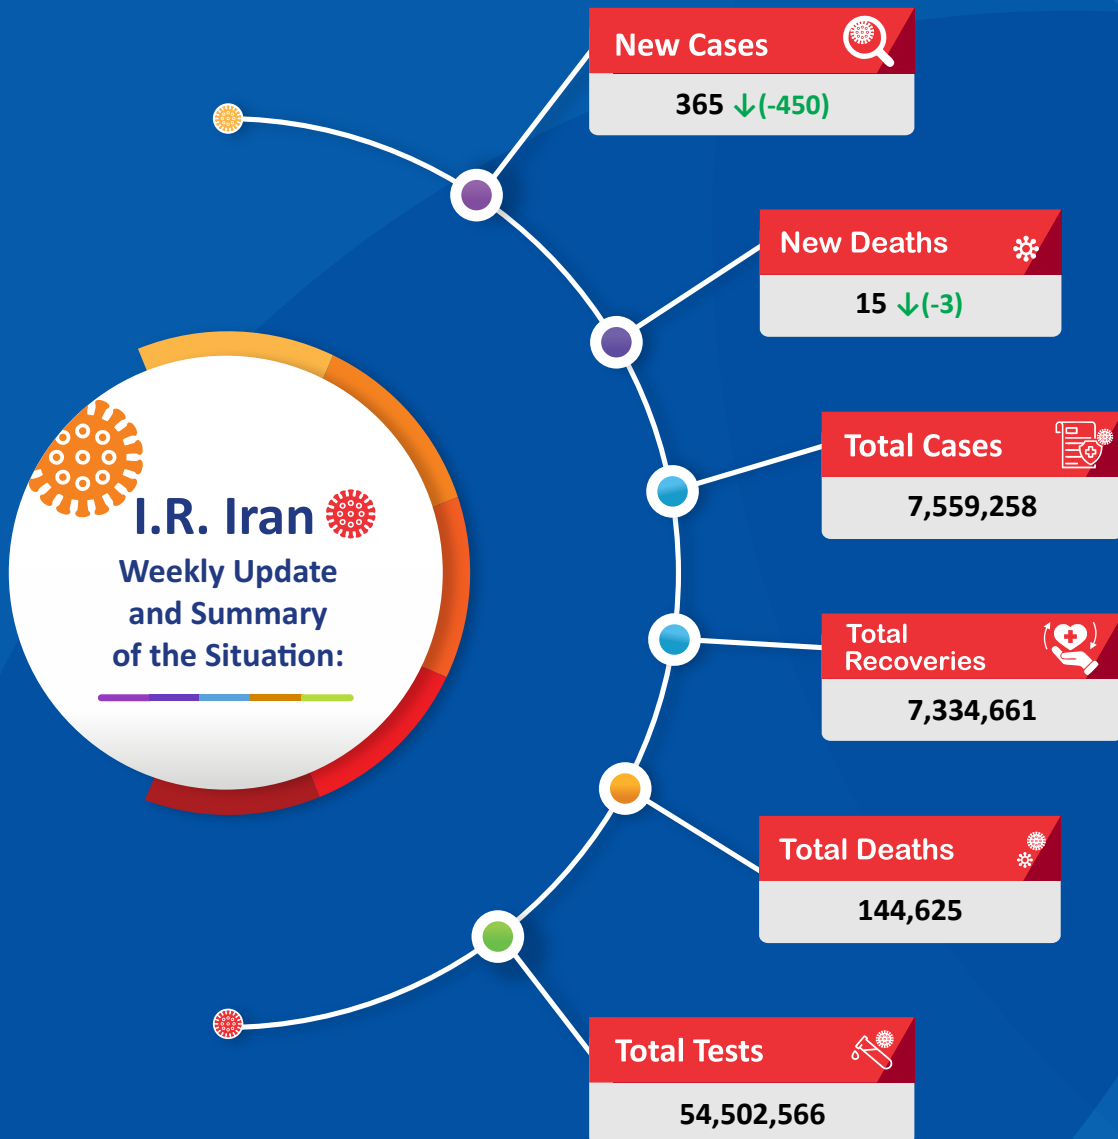 New Cases
365 ↓(-450)
New Deaths
15 ↓(-3)
Total Cases
7,559,258
I.R. Iran
Weekly Update
and Summary
of the Situation:
Total
Recoveries
7,334,661
Total Deaths
144,625
Total Tests
54,502,566